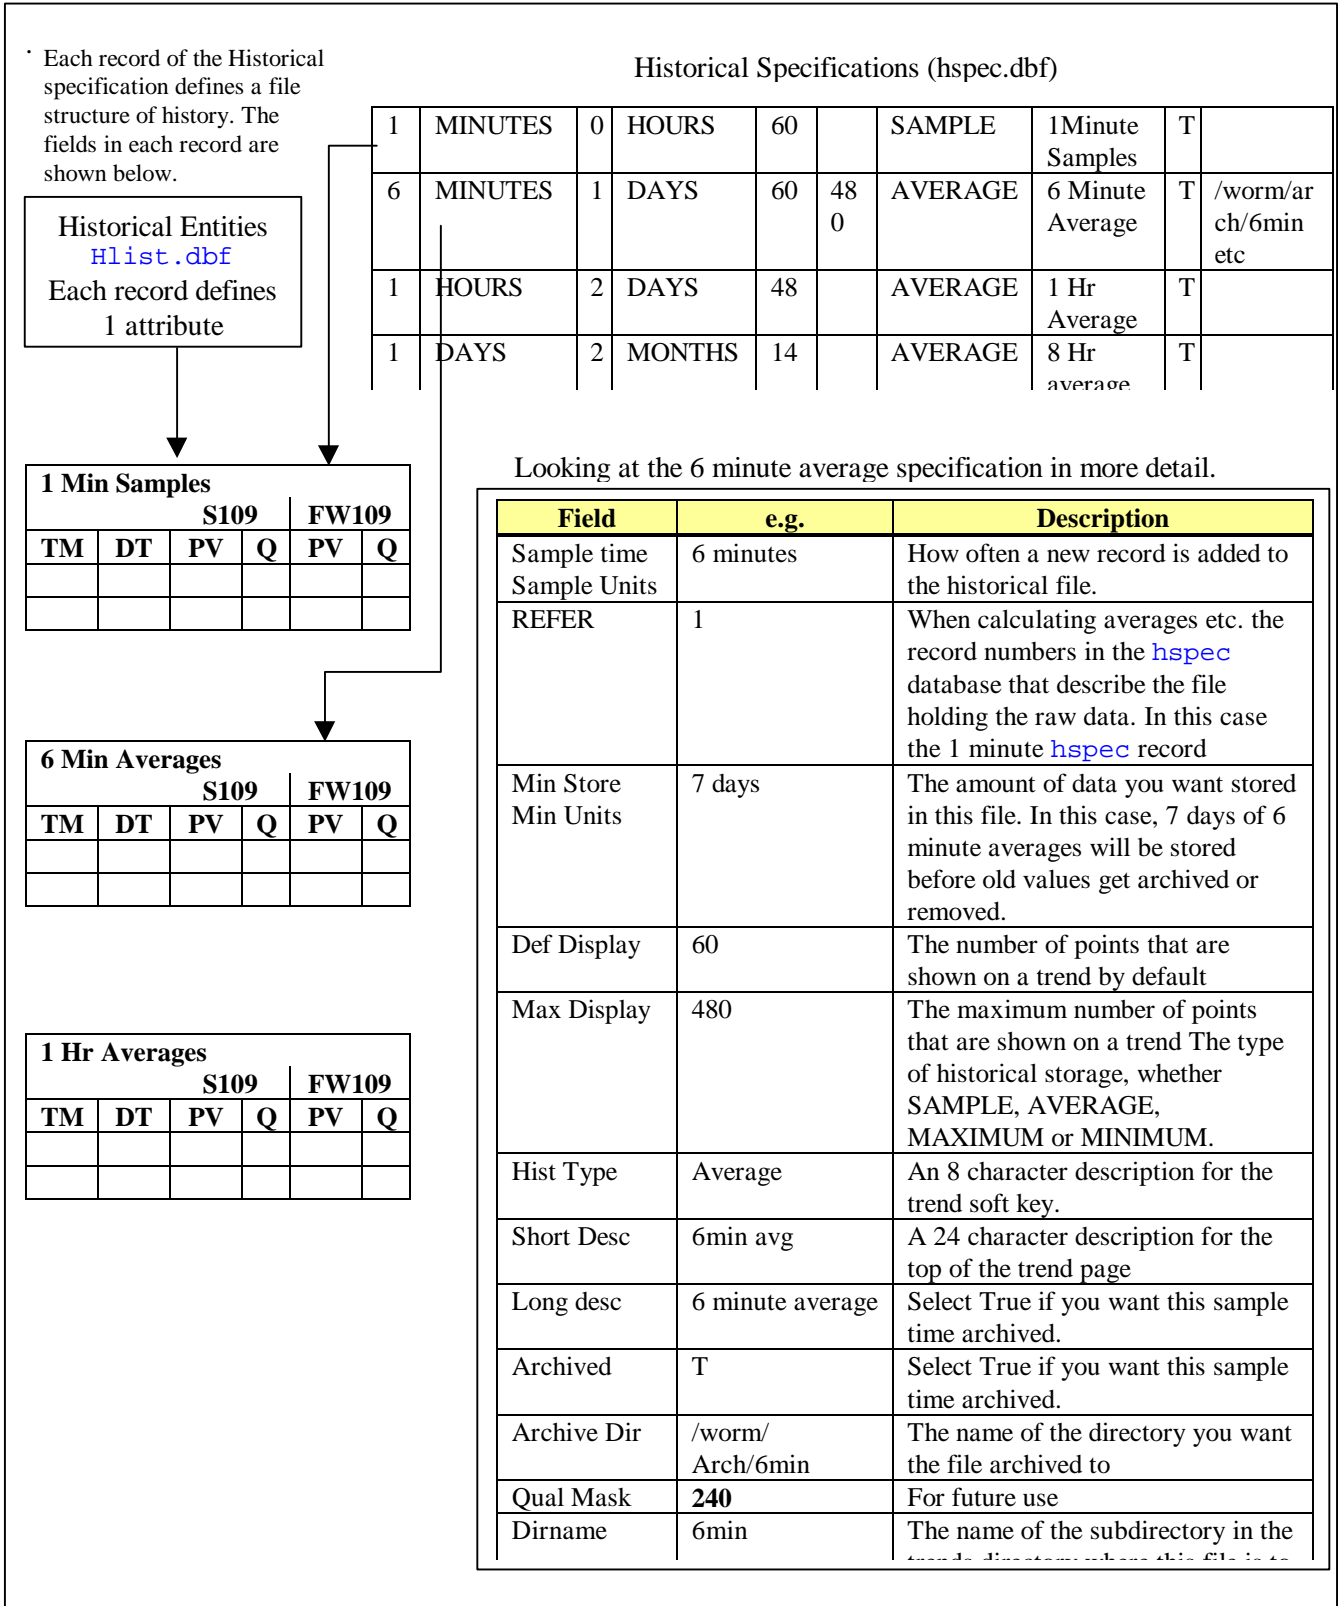 · Each record of the Historical
specification defines a file
structure of history. The
fields in each record are
shown below.
Historical Specifications (hspec.dbf)
1 MINUTES 0 HOURS 60 SAMPLE 1Minute T
Samples
6 MINUTES 1 DAYS 60 48 AVERAGE 6 Minute T /worm/ar
0 Average ch/6min
etc
1 HOURS 2 DAYS 48 AVERAGE 1 Hr T
Average
1 DAYS 2 MONTHS 14 AVERAGE 8 Hr T
average
Historical Entities
Hlist.dbf
Each record defines
1 attribute
1 Min Samples
S109 FW109
TM DT PV Q PV Q
6 Min Averages
S109 FW109
TM DT PV Q PV Q
1 Hr Averages
S109 FW109
TM DT PV Q PV Q
Looking at the 6 minute average specification in more detail.
Field e.g. Description
Sample time 6 minutes How often a new record is added to
Sample Units the historical file.
REFER 1 When calculating averages etc. the
record numbers in the hspec
database that describe the file
holding the raw data. In this case
the 1 minute hspec record
Min Store 7 days The amount of data you want stored
Min Units in this file. In this case, 7 days of 6
minute averages will be stored
before old values get archived or
removed.
Def Display 60 The number of points that are
shown on a trend by default
Max Display 480 The maximum number of points
that are shown on a trend The type
of historical storage, whether
SAMPLE, AVERAGE,
MAXIMUM or MINIMUM.
Hist Type Average An 8 character description for the
trend soft key.
Short Desc 6min avg A 24 character description for the
top of the trend page
Long desc 6 minute average Select True if you want this sample
time archived.
Archived T Select True if you want this sample
time archived.
Archive Dir /worm/ The name of the directory you want
Arch/6min the file archived to
Qual Mask 240 For future use
Dirname 6min The name of the subdirectory in the
trends directory where this file is to